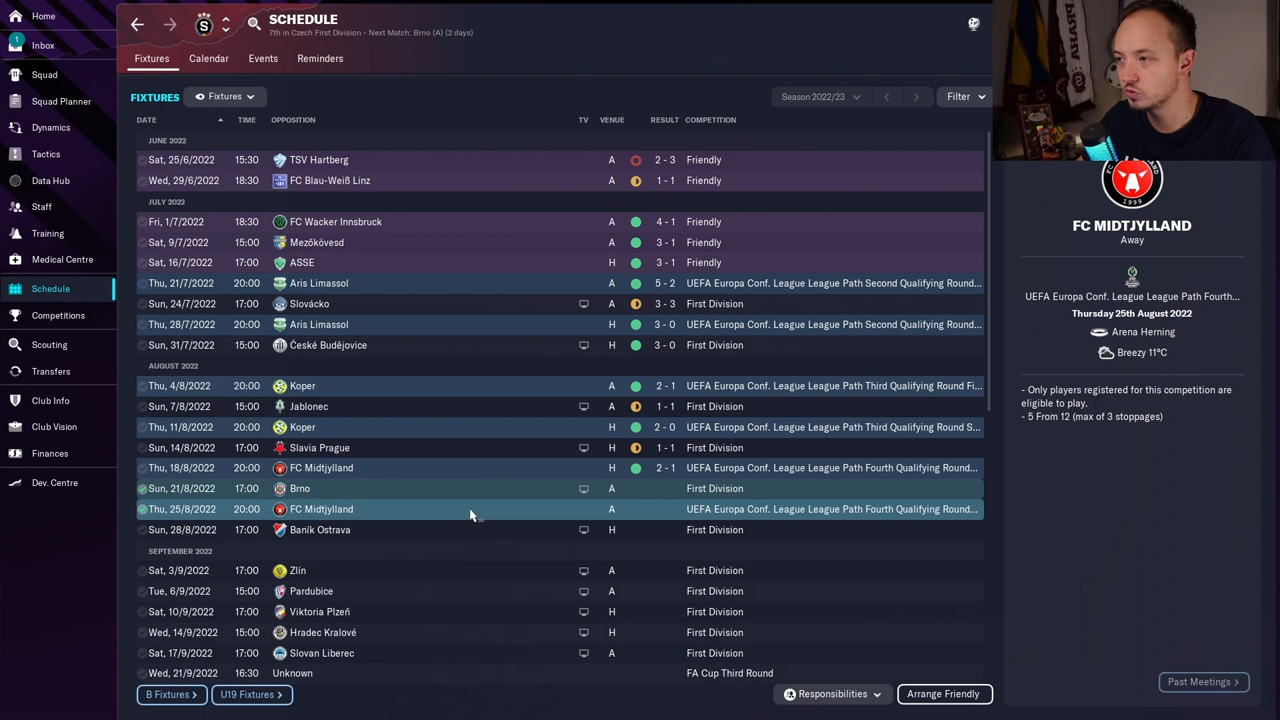 Home
1
Inbox
Squad
Squad Planner
Dynamics
Tactics
Data Hub
Staff
Training
Medical Centre
Schedule
Competitions
Scouting
Transfers
Club Info
Club Vision
Finances
Dev. Centre
S
SCHEDULE
7th in Czech First Division - Next Match: Brno (A) (2 days)
Fixtures Calendar Events Reminders
FIXTURES Fixtures Season 2022/23 Filter
DATE TIME OPPOSITION TV VENUE RESULT COMPETITION
JUNE 2022
Sat, 25/6/2022 15:30 TSV Hartberg A 2 - 3 Friendly
Wed, 29/6/2022 18:30 FC Blau-Weiß Linz A 1 - 1 Friendly
JULY 2022
Fri, 1/7/2022 18:30 FC Wacker Innsbruck A 4 - 1 Friendly
Sat, 9/7/2022 15:00 Mezőkövesd A 3 - 1 Friendly
Sat, 16/7/2022 17:00 ASSE H 3 - 1 Friendly
Thu, 21/7/2022 20:00 Aris Limassol A 5 - 2 UEFA Europa Conf. League League Path Second Qualifying Round...
Sun, 24/7/2022 17:00 Slovácko A 3 - 3 First Division
Thu, 28/7/2022 20:00 Aris Limassol H 3 - 0 UEFA Europa Conf. League League Path Second Qualifying Round...
Sun, 31/7/2022 15:00 České Budějovice H 3 - 0 First Division
AUGUST 2022
Thu, 4/8/2022 20:00 Koper A 2 - 1 UEFA Europa Conf. League League Path Third Qualifying Round Fi...
Sun, 7/8/2022 15:00 Jablonec A 1 - 1 First Division
Thu, 11/8/2022 20:00 Koper H 2 - 0 UEFA Europa Conf. League League Path Third Qualifying Round S...
Sun, 14/8/2022 17:00 Slavia Prague H 1 - 1 First Division
Thu, 18/8/2022 20:00 FC Midtjylland H 2 - 1 UEFA Europa Conf. League League Path Fourth Qualifying Round...
Sun, 21/8/2022 17:00 Brno A First Division
Thu, 25/8/2022 20:00 FC Midtjylland A UEFA Europa Conf. League League Path Fourth Qualifying Round...
Sun, 28/8/2022 17:00 Baník Ostrava H First Division
SEPTEMBER 2022
Sat, 3/9/2022 17:00 Zlín A First Division
Tue, 6/9/2022 15:00 Pardubice A First Division
Sat, 10/9/2022 17:00 Viktoria Plzeň H First Division
Wed, 14/9/2022 15:00 Hradec Kralové H First Division
Sat, 17/9/2022 17:00 Slovan Liberec A First Division
Wed, 21/9/2022 16:30 Unknown FA Cup Third Round
B Fixtures > U19 Fixtures > Responsibilities Arrange Friendly
1999
FC MIDTJYLLAND
Away
UEFA Europa Conf. League League Path Fourth...
Thursday 25th August 2022
Arena Herning
Breezy 11°C
- Only players registered for this competition are
eligible to play.
- 5 From 12 (max of 3 stoppages)
Past Meetings >